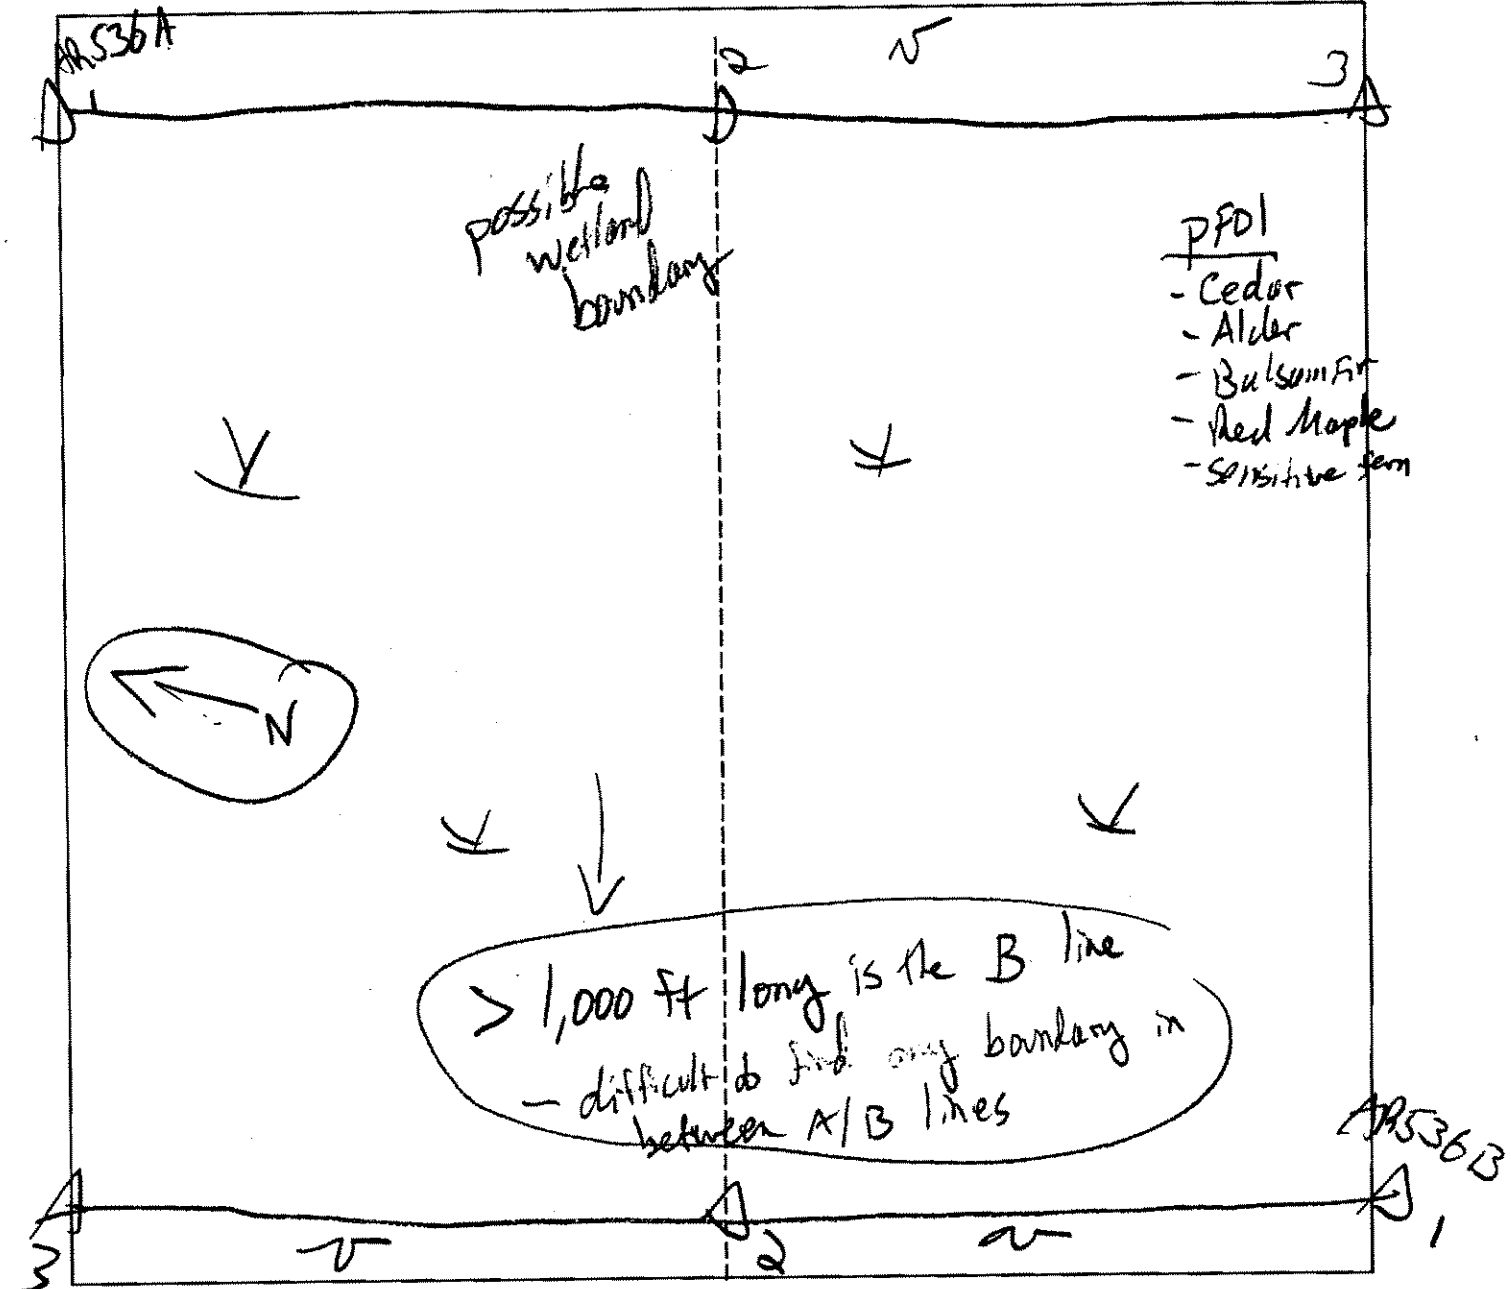 AR536A
1
2
v
3
possible
wetland
boundary
PFO1
- Cedar
- Alder
- Balsam Fir
- Red Maple
- Sensitive fern
N
> 1,000 ft long is the B line
- difficult to find any boundary in
between A/B lines
AR536B
3
v
2
1